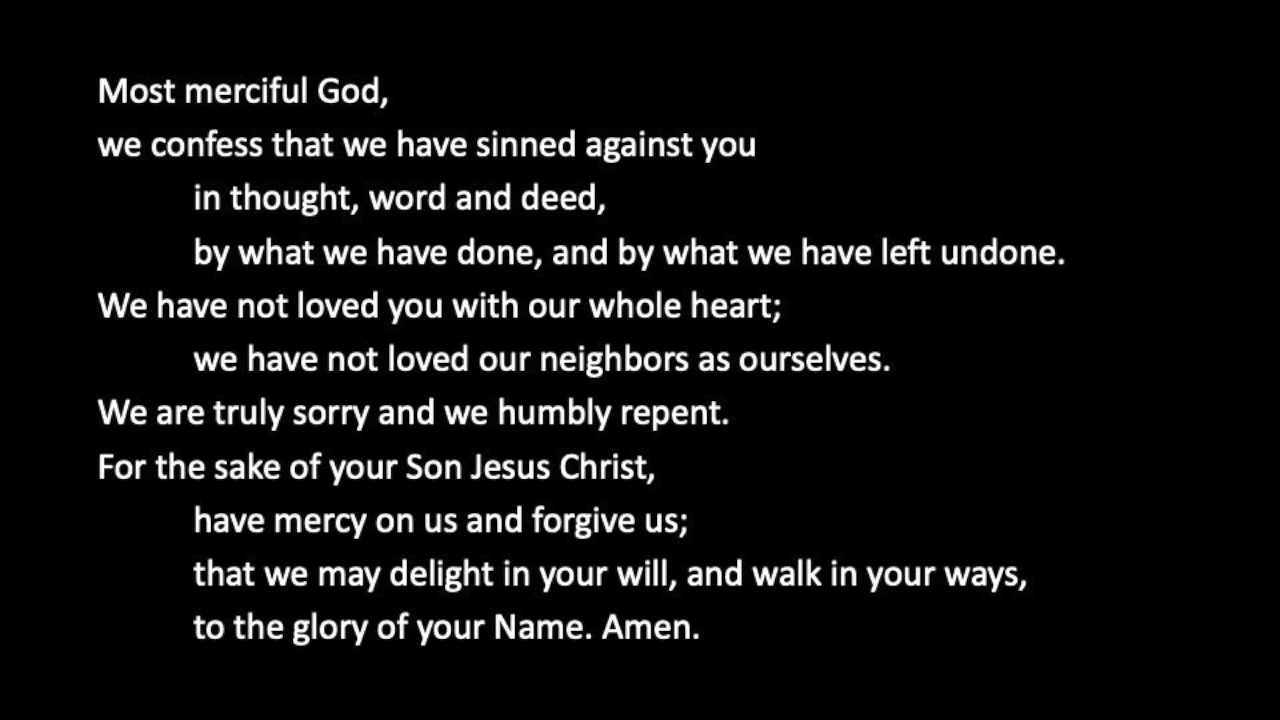 Most merciful God,
we confess that we have sinned against you
in thought, word and deed,
by what we have done, and by what we have left undone.
We have not loved you with our whole heart;
we have not loved our neighbors as ourselves.
We are truly sorry and we humbly repent.
For the sake of your Son Jesus Christ,
have mercy on us and forgive us;
that we may delight in your will, and walk in your ways,
to the glory of your Name. Amen.